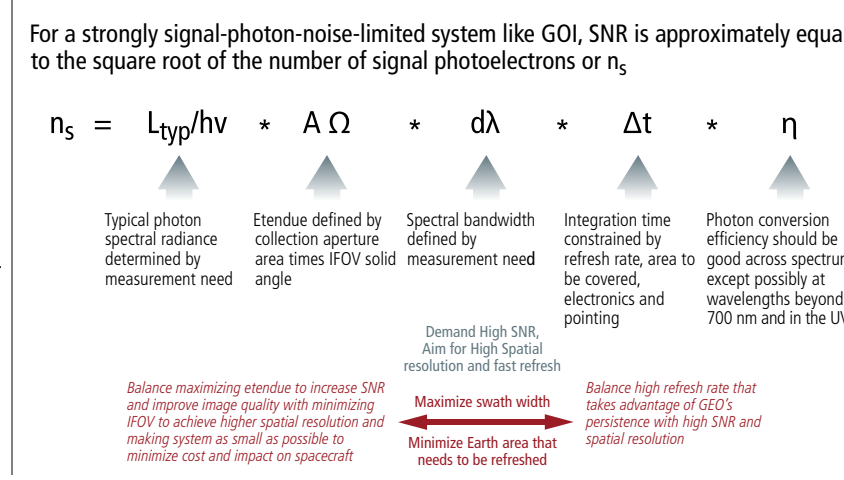 For a strongly signal-photon-noise-limited system like GOI, SNR is approximately equa
to the square root of the number of signal photoelectrons or nₛ
nₛ = L_typ/hν * A Ω * dλ * Δt * η
Typical photon
spectral radiance
determined by
measurement need
Etendue defined by
collection aperture
area times IFOV solid
angle
Spectral bandwidth
defined by
measurement need
Integration time
constrained by
refresh rate, area to
be covered,
electronics and
pointing
Photon conversion
efficiency should be
good across spectru
except possibly at
wavelengths beyond
700 nm and in the UV
Demand High SNR,
Aim for High Spatial
resolution and fast refresh
Balance maximizing etendue to increase SNR
and improve image quality with minimizing
IFOV to achieve higher spatial resolution and
making system as small as possible to
minimize cost and impact on spacecraft
Maximize swath width
Minimize Earth area that
needs to be refreshed
Balance high refresh rate that
takes advantage of GEO's
persistence with high SNR and
spatial resolution